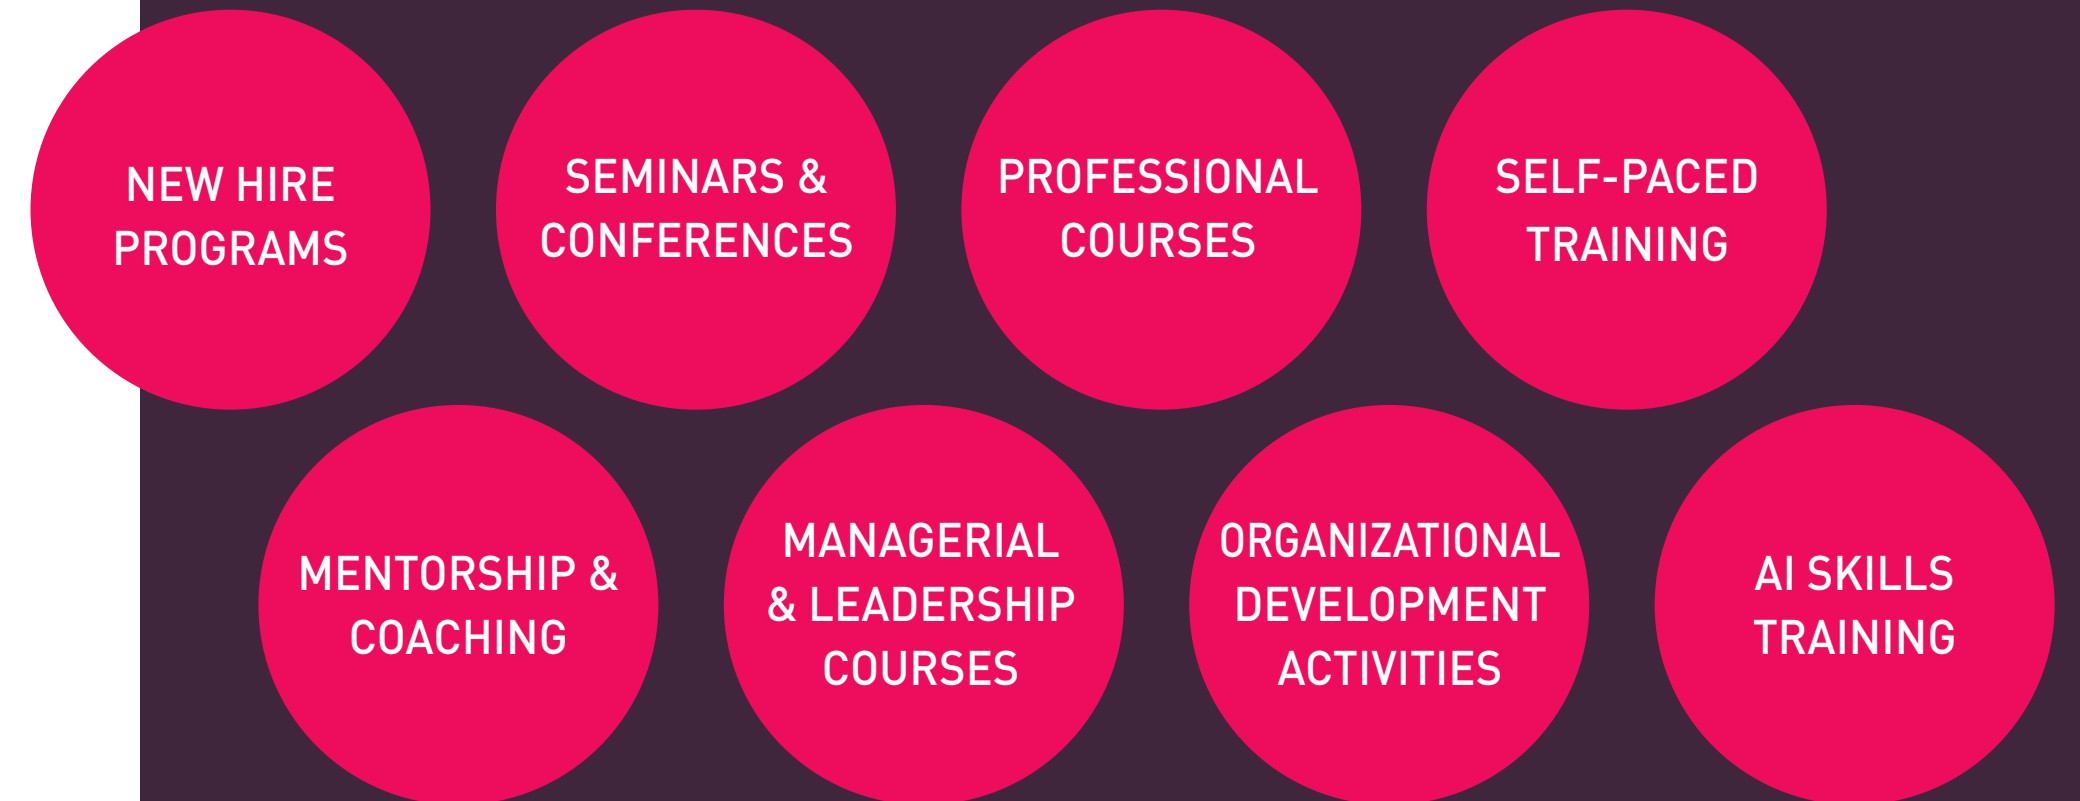 NEW HIRE
PROGRAMS
SEMINARS &
CONFERENCES
PROFESSIONAL
COURSES
SELF-PACED
TRAINING
MENTORSHIP &
COACHING
MANAGERIAL
& LEADERSHIP
COURSES
ORGANIZATIONAL
DEVELOPMENT
ACTIVITIES
AI SKILLS
TRAINING